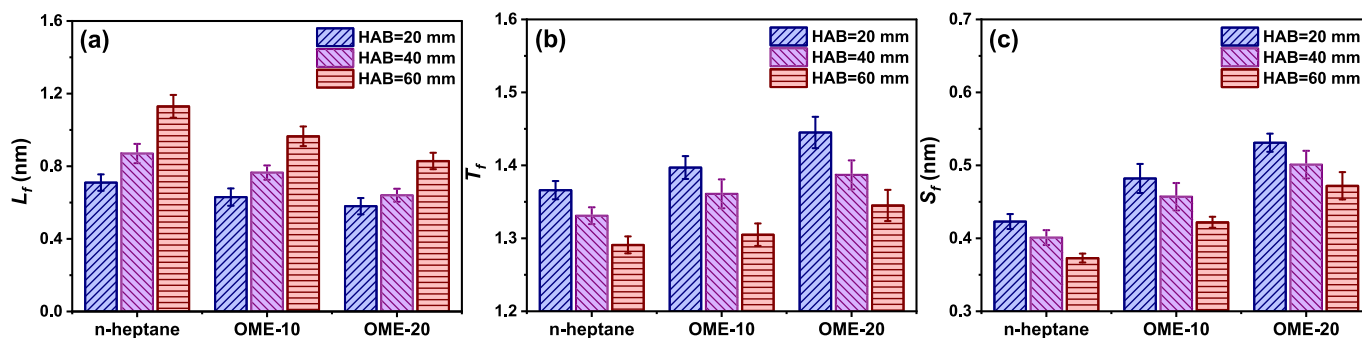 (a)
HAB=20 mm
HAB=40 mm
HAB=60 mm
1.6
1.2
0.8
0.4
0.0
L_f (nm)
n-heptane OME-10 OME-20
(b)
HAB=20 mm
HAB=40 mm
HAB=60 mm
1.6
1.5
1.4
1.3
1.2
T_f
n-heptane OME-10 OME-20
(c)
HAB=20 mm
HAB=40 mm
HAB=60 mm
0.7
0.6
0.5
0.4
0.3
S_f (nm)
n-heptane OME-10 OME-20